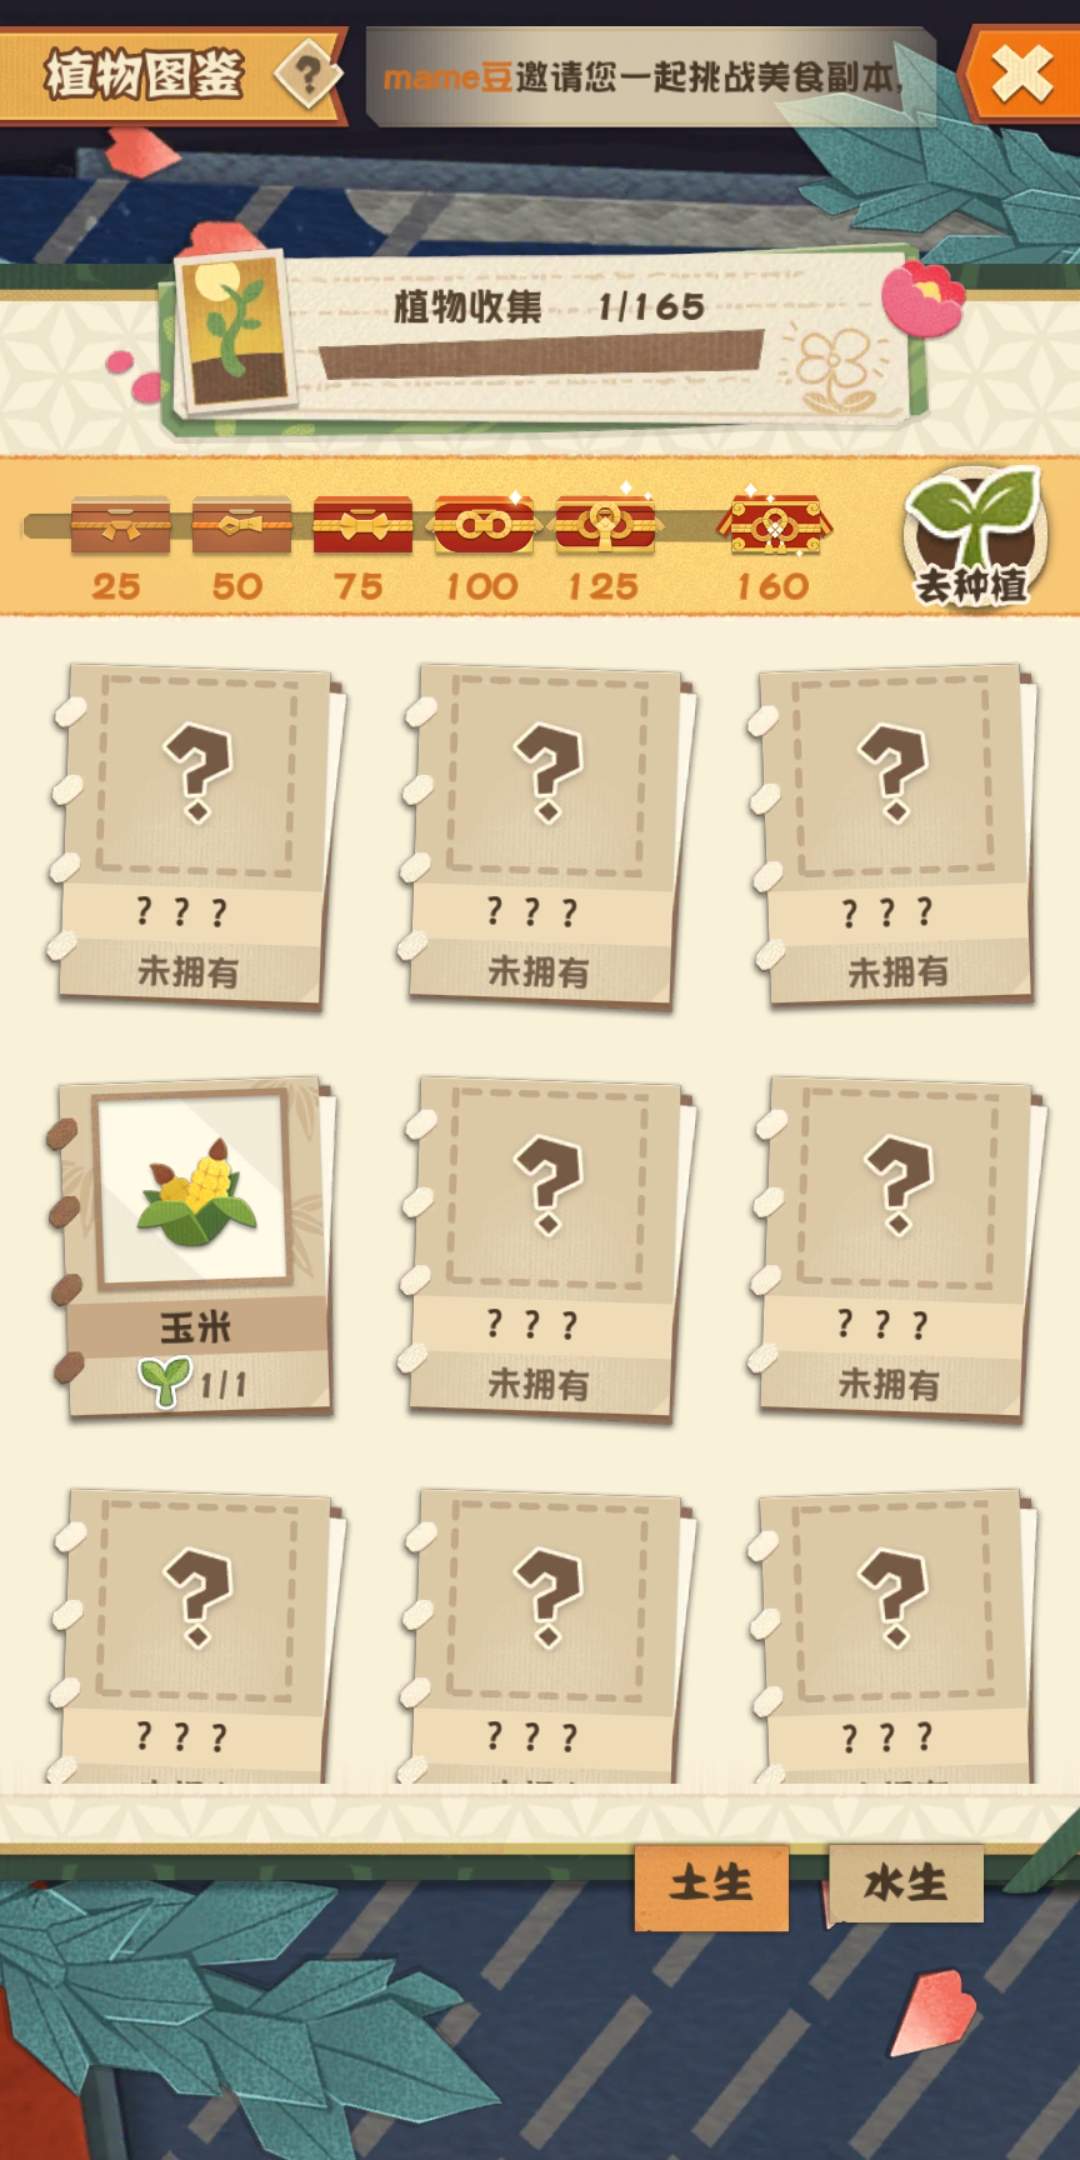 植物图鉴
?
mame豆邀请您一起挑战美食副本,
植物收集 1/165
25 50 75 100 125 160
去种植
? ? ?
? ? ? ? ? ? ? ? ?
未拥有 未拥有 未拥有
? ?
玉米 ? ? ? ? ? ?
1/1 未拥有 未拥有
? ? ?
? ? ? ? ? ? ? ? ?
土生 水生